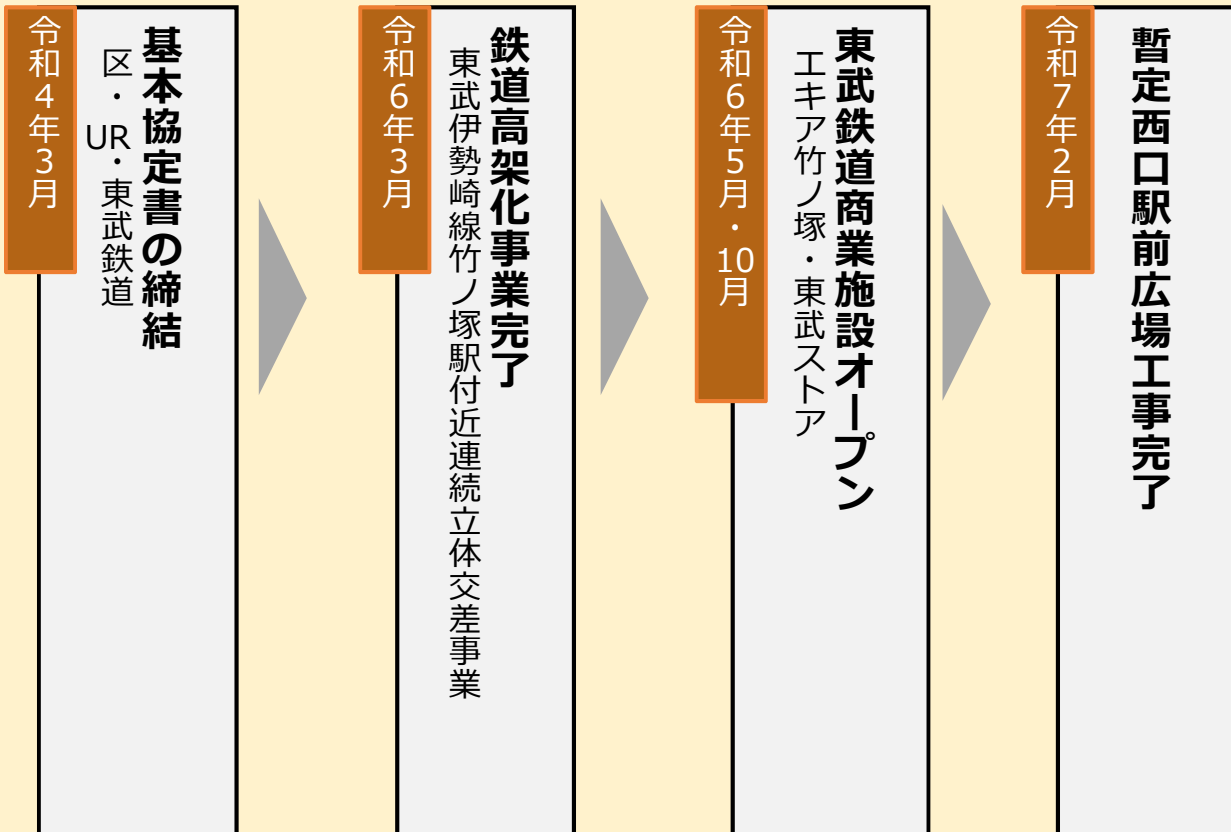 令和4年3月
基本協定書の締結
区・UR・東武鉄道
令和6年3月
鉄道高架化事業完了
東武伊勢崎線竹ノ塚駅付近連続立体交差事業
令和6年5月・10月
東武鉄道商業施設オープン
エキア竹ノ塚・東武ストア
令和7年2月
暫定西口駅前広場工事完了